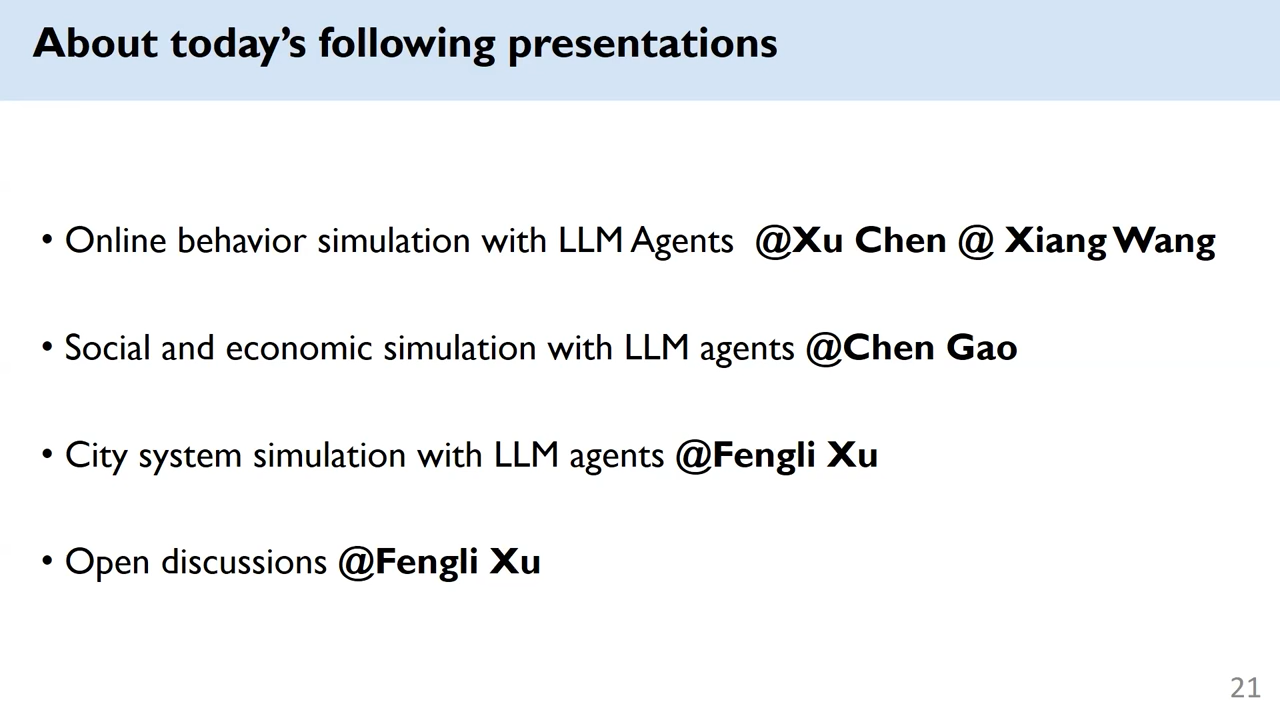 About today’s following presentations
• Online behavior simulation with LLM Agents @Xu Chen @ Xiang Wang
• Social and economic simulation with LLM agents @Chen Gao
• City system simulation with LLM agents @Fengli Xu
• Open discussions @Fengli Xu
21